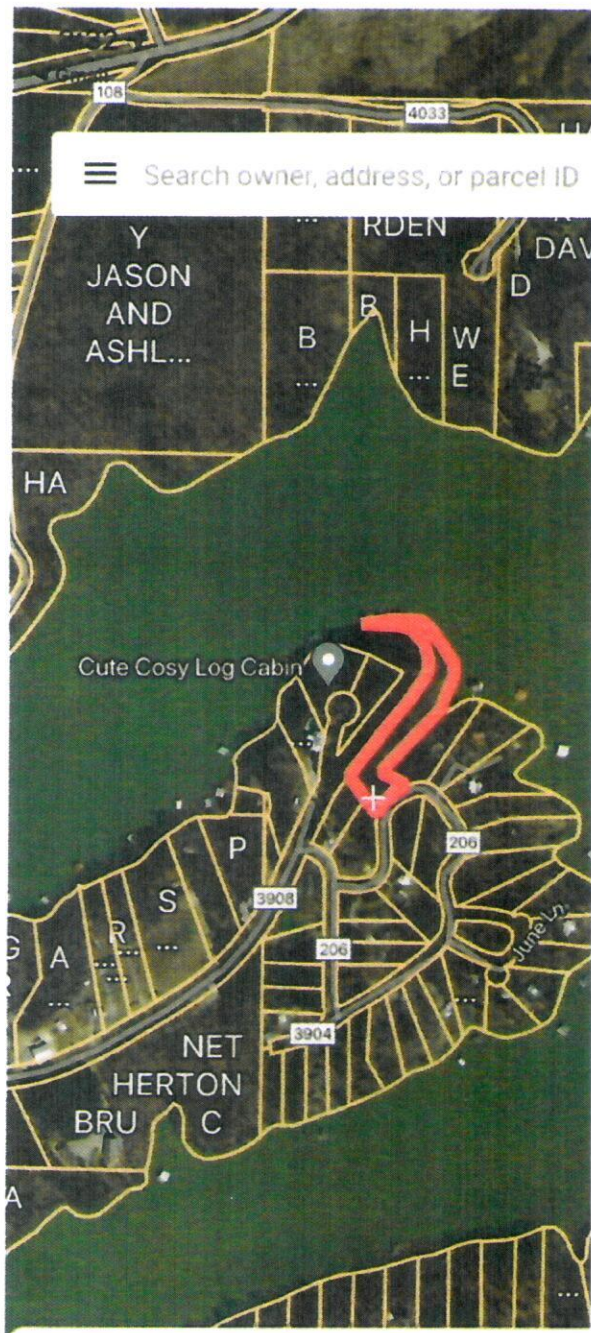 108
4033
Search owner, address, or parcel ID
RDEN
DAV
D
Y
JASON
AND
ASHL...
B
...
B
H
...
W
E
HA
Cute Cosy Log Cabin
...
P
S
...
R
...
A
...
G
3908
206
206
June Ln
3904
...
NET
HERTON
BRU
C
A
...